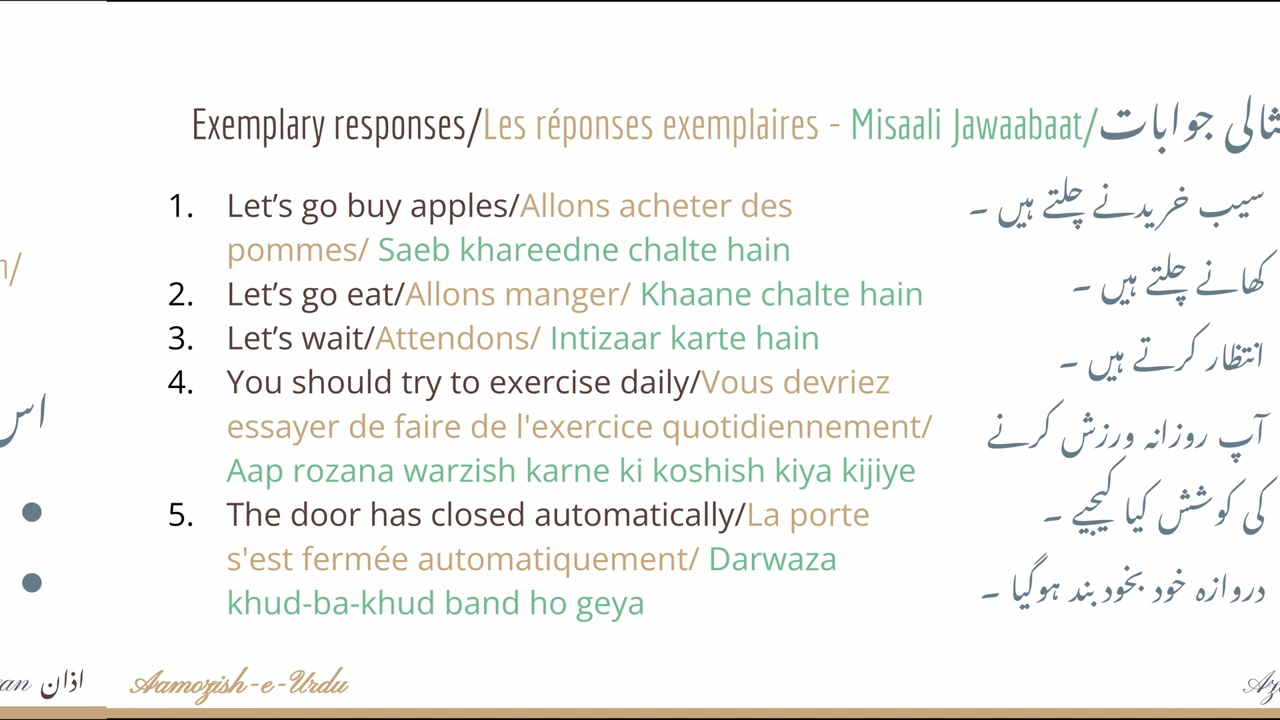 Exemplary responses/Les réponses exemplaires - Misaali Jawaabaat/ جوابات
1. Let's go buy apples/Allons acheter des
pommes/ Saeb khareedne chalte hain
2. Let's go eat/Allons manger/ Khaane chalte hain
3. Let's wait/Attendons/ Intizaar karte hain
4. You should try to exercise daily/Vous devriez
essayer de faire de l'exercice quotidiennement/
Aap rozana warzish karne ki koshish kiya kijiye
5. The door has closed automatically/La porte
s'est fermée automatiquement/ Darwaza
khud-ba-khud band ho geya
سیب خریدنے چلتے ہیں ۔
کھانے چلتے ہیں ۔
انتظار کرتے ہیں ۔
آپ روزانہ ورزش کرنے
کی کوشش کیا کیجیے ۔
دروازہ خود بخود بند ہوگیا ۔
اس
اذان
Aamozish-e-Urdu